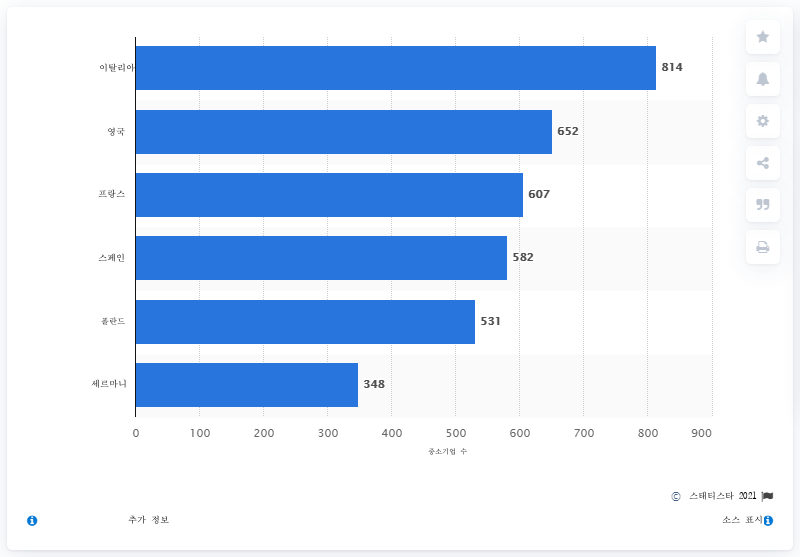 이탈리아
814
영국
652
프랑스
607
스페인
582
폴란드
531
세르마니
348
0 100 200 300 400 500 600 700 800 900
중소기업 수
© 스태티스타 2021
추가 정보
소스 표시